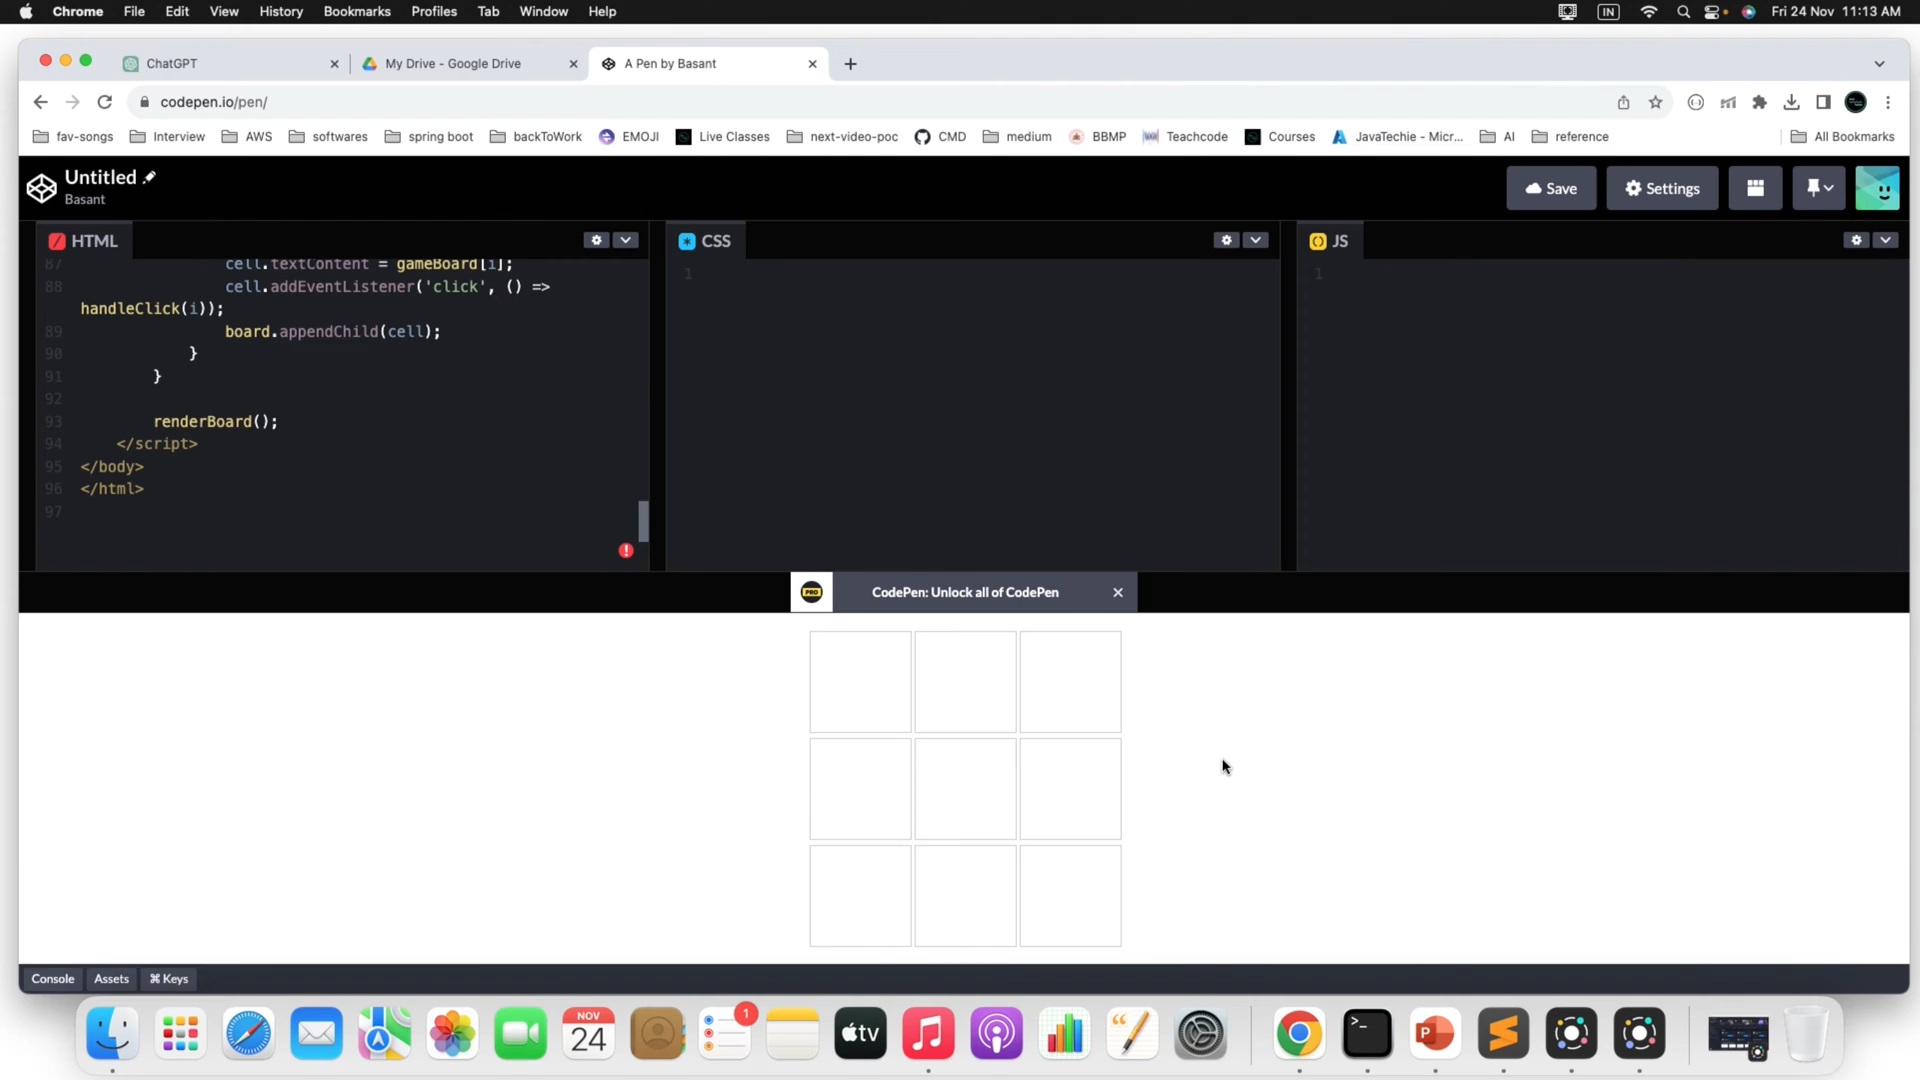 Chrome File Edit View History Bookmarks Profiles Tab Window Help IN Fri 24 Nov 11:13 AM
ChatGPT My Drive - Google Drive A Pen by Basant
codepen.io/pen/
fav-songs Interview AWS softwares spring boot backToWork EMOJI Live Classes next-video-poc CMD medium BBMP Teachcode Courses JavaTechie - Micr... AI reference All Bookmarks
Untitled
Basant
Save Settings
HTML CSS JS
87 cell.textContent = gameBoard[i];
88 cell.addEventListener('click', () =>
handleClick(i));
89 board.appendChild(cell);
90 }
91 }
92
93 renderBoard();
94 </script>
95 </body>
96 </html>
97
1
1
PRO CodePen: Unlock all of CodePen
Console Assets ⌘ Keys
NOV
24
1
tv